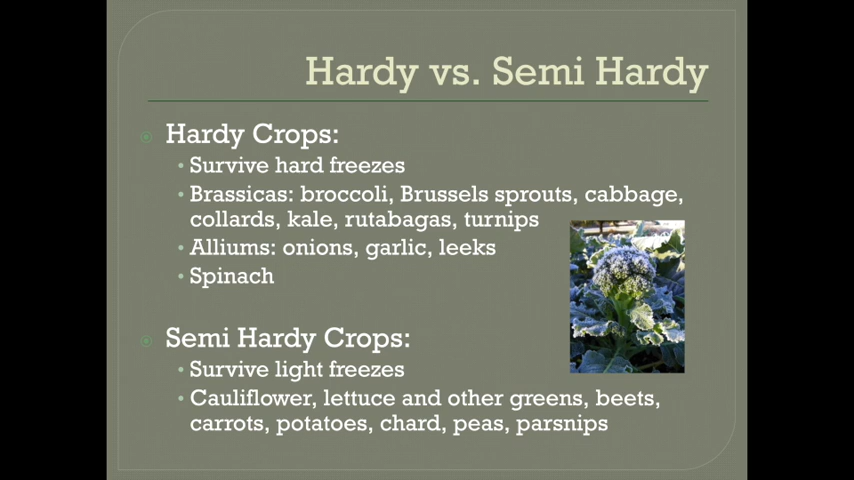 Hardy vs. Semi Hardy
Hardy Crops:
Survive hard freezes
Brassicas: broccoli, Brussels sprouts, cabbage,
collards, kale, rutabagas, turnips
Alliums: onions, garlic, leeks
Spinach
Semi Hardy Crops:
Survive light freezes
Cauliflower, lettuce and other greens, beets,
carrots, potatoes, chard, peas, parsnips